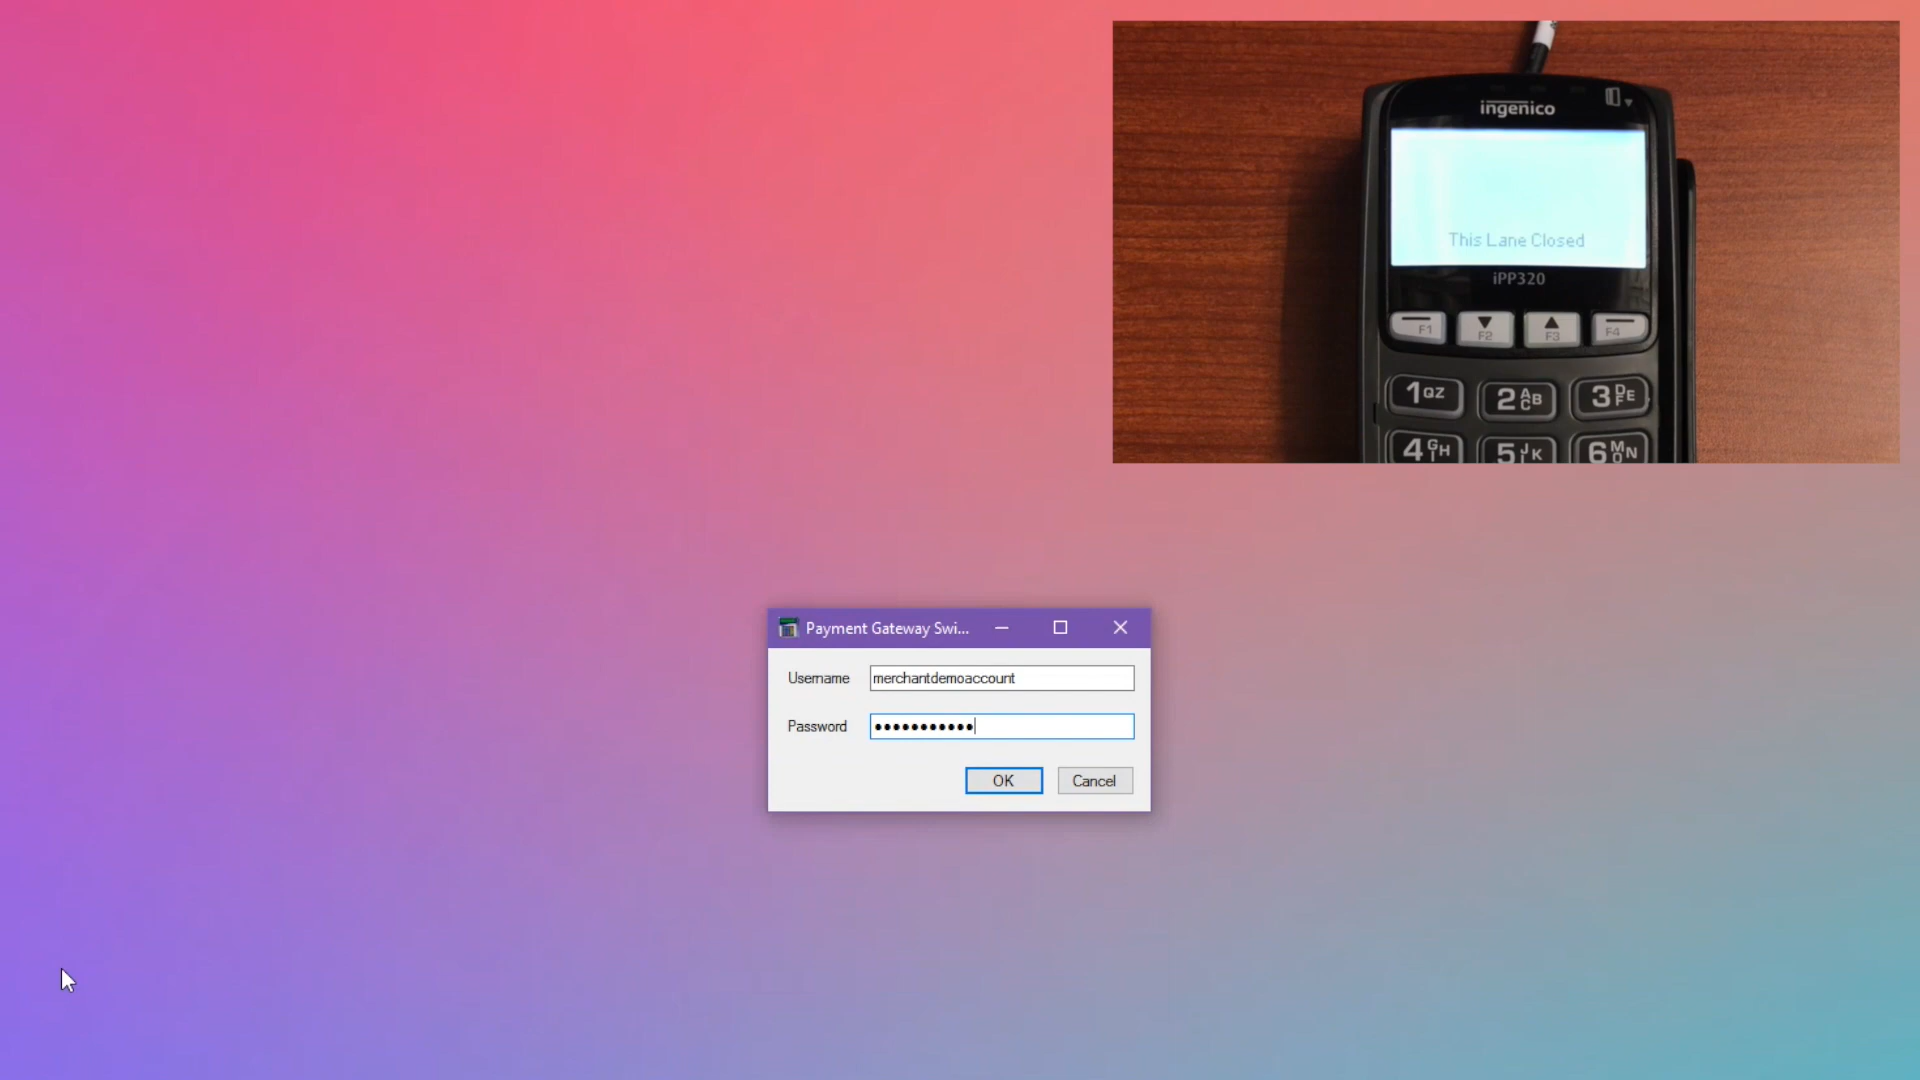 ingenico
This Lane Closed
iPP320
F1 F2 F3 F4
1 QZ 2 ABC 3 DEF
4 GHI 5 JKL 6 MNO
Payment Gateway Swi...
Username merchantdemoaccount
Password ●●●●●●●●●●●
OK Cancel